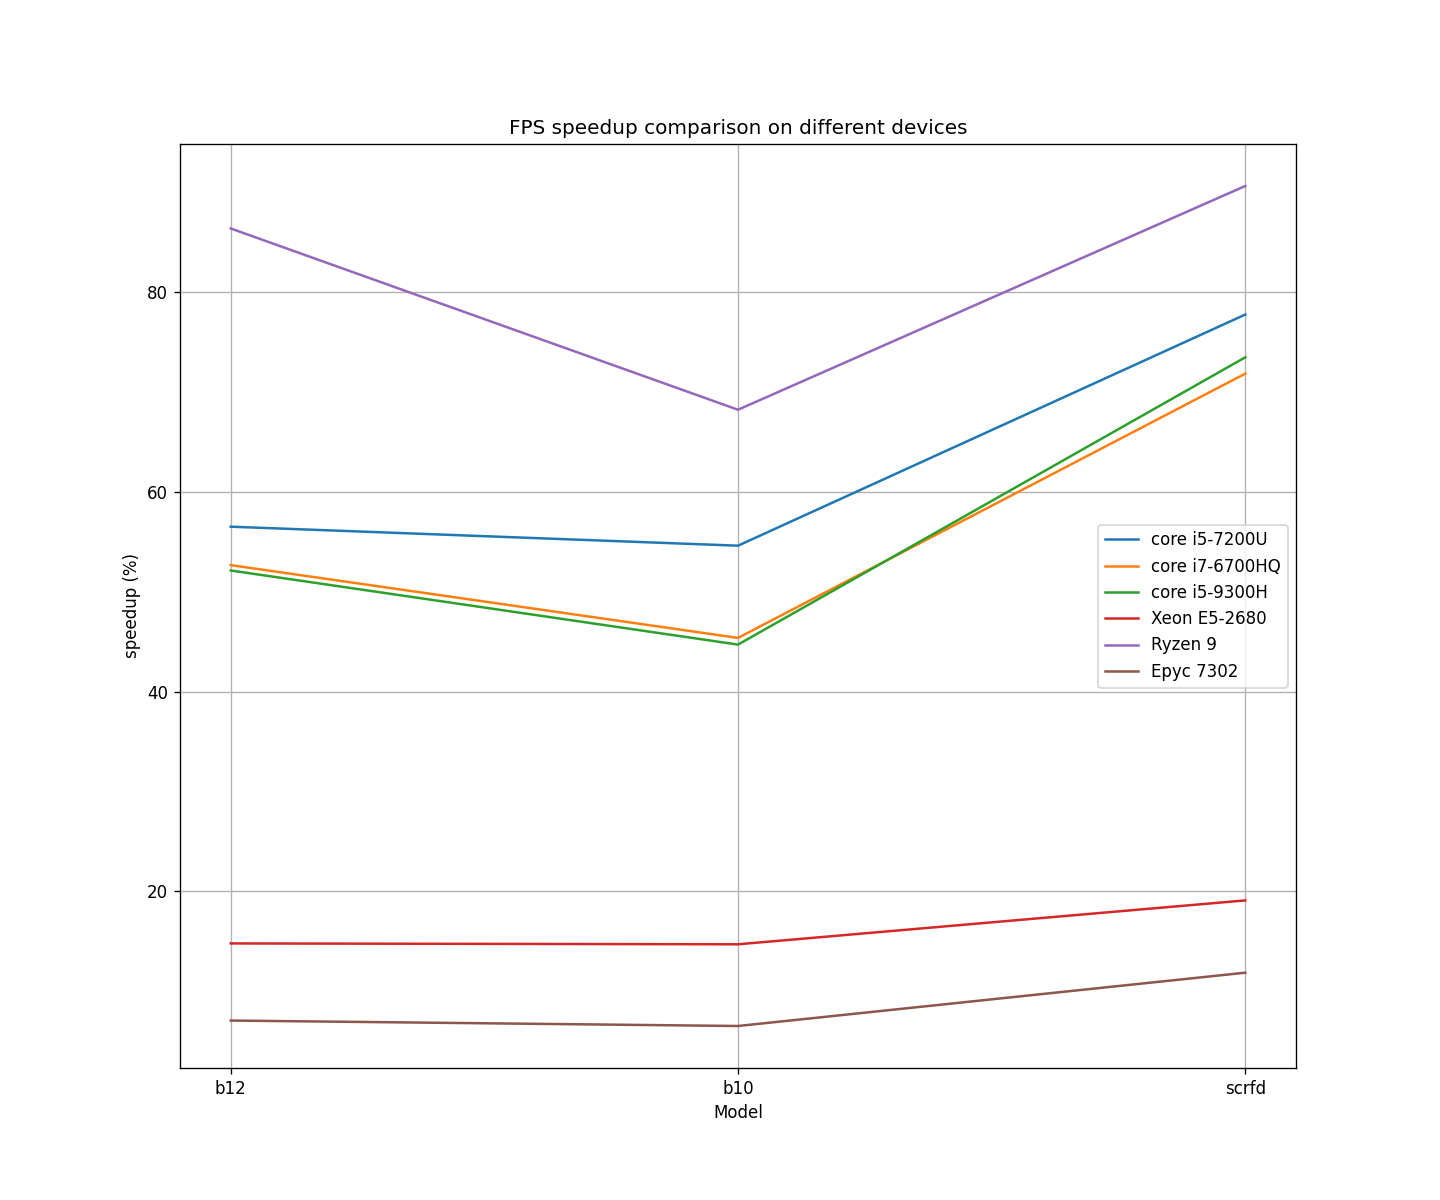 FPS speedup comparison on different devices
80
60
40
20
speedup (%)
core i5-7200U
core i7-6700HQ
core i5-9300H
Xeon E5-2680
Ryzen 9
Epyc 7302
b12
b10
scrfd
Model